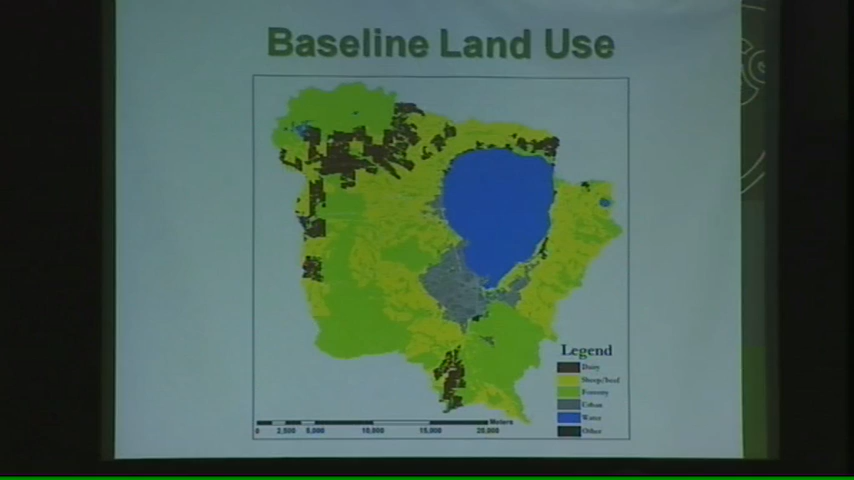 Baseline Land Use
Legend
Dairy
Sheep/beef
Forestry
Urban
Water
Other
Meters
0 2,500 5,000 10,000 15,000 20,000